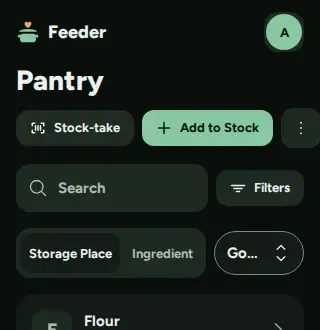 Feeder
A
Pantry
Stock-take
Add to Stock
Search
Filters
Storage Place
Ingredient
Go...
Flour